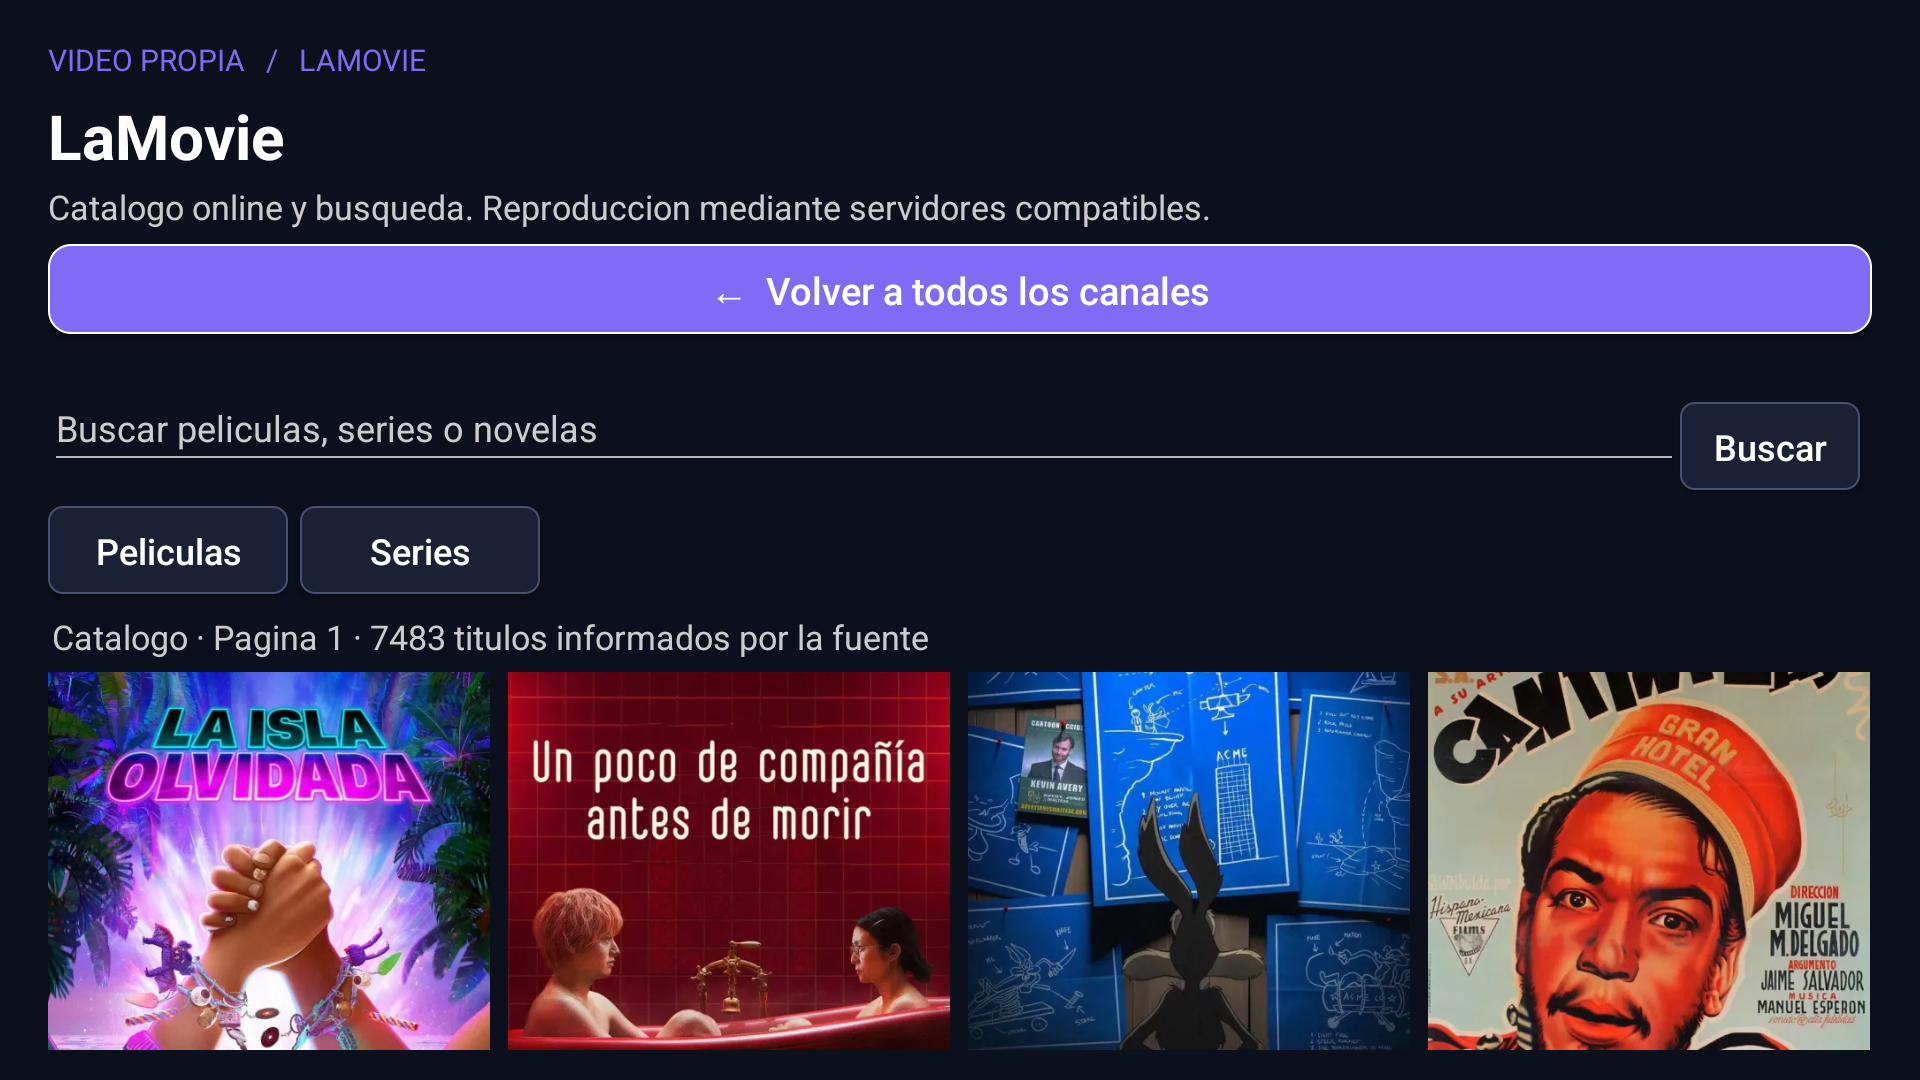 VIDEO PROPIA / LAMOVIE
LaMovie
Catalogo online y busqueda. Reproduccion mediante servidores compatibles.
← Volver a todos los canales
Buscar peliculas, series o novelas
Buscar
Peliculas
Series
Catalogo · Pagina 1 · 7483 titulos informados por la fuente
LA ISLA
OLVIDADA
Un poco de compañía
antes de morir
KEVIN AVERY
ACME
S.A.
A SU
GRAN
HOTEL
Distribuida por
Hispano-
Mexicana
FILMS
DIRECCION
MIGUEL
M.DELGADO
ARGUMENTO
JAIME SALVADOR
MUSICA
MANUEL ESPERON